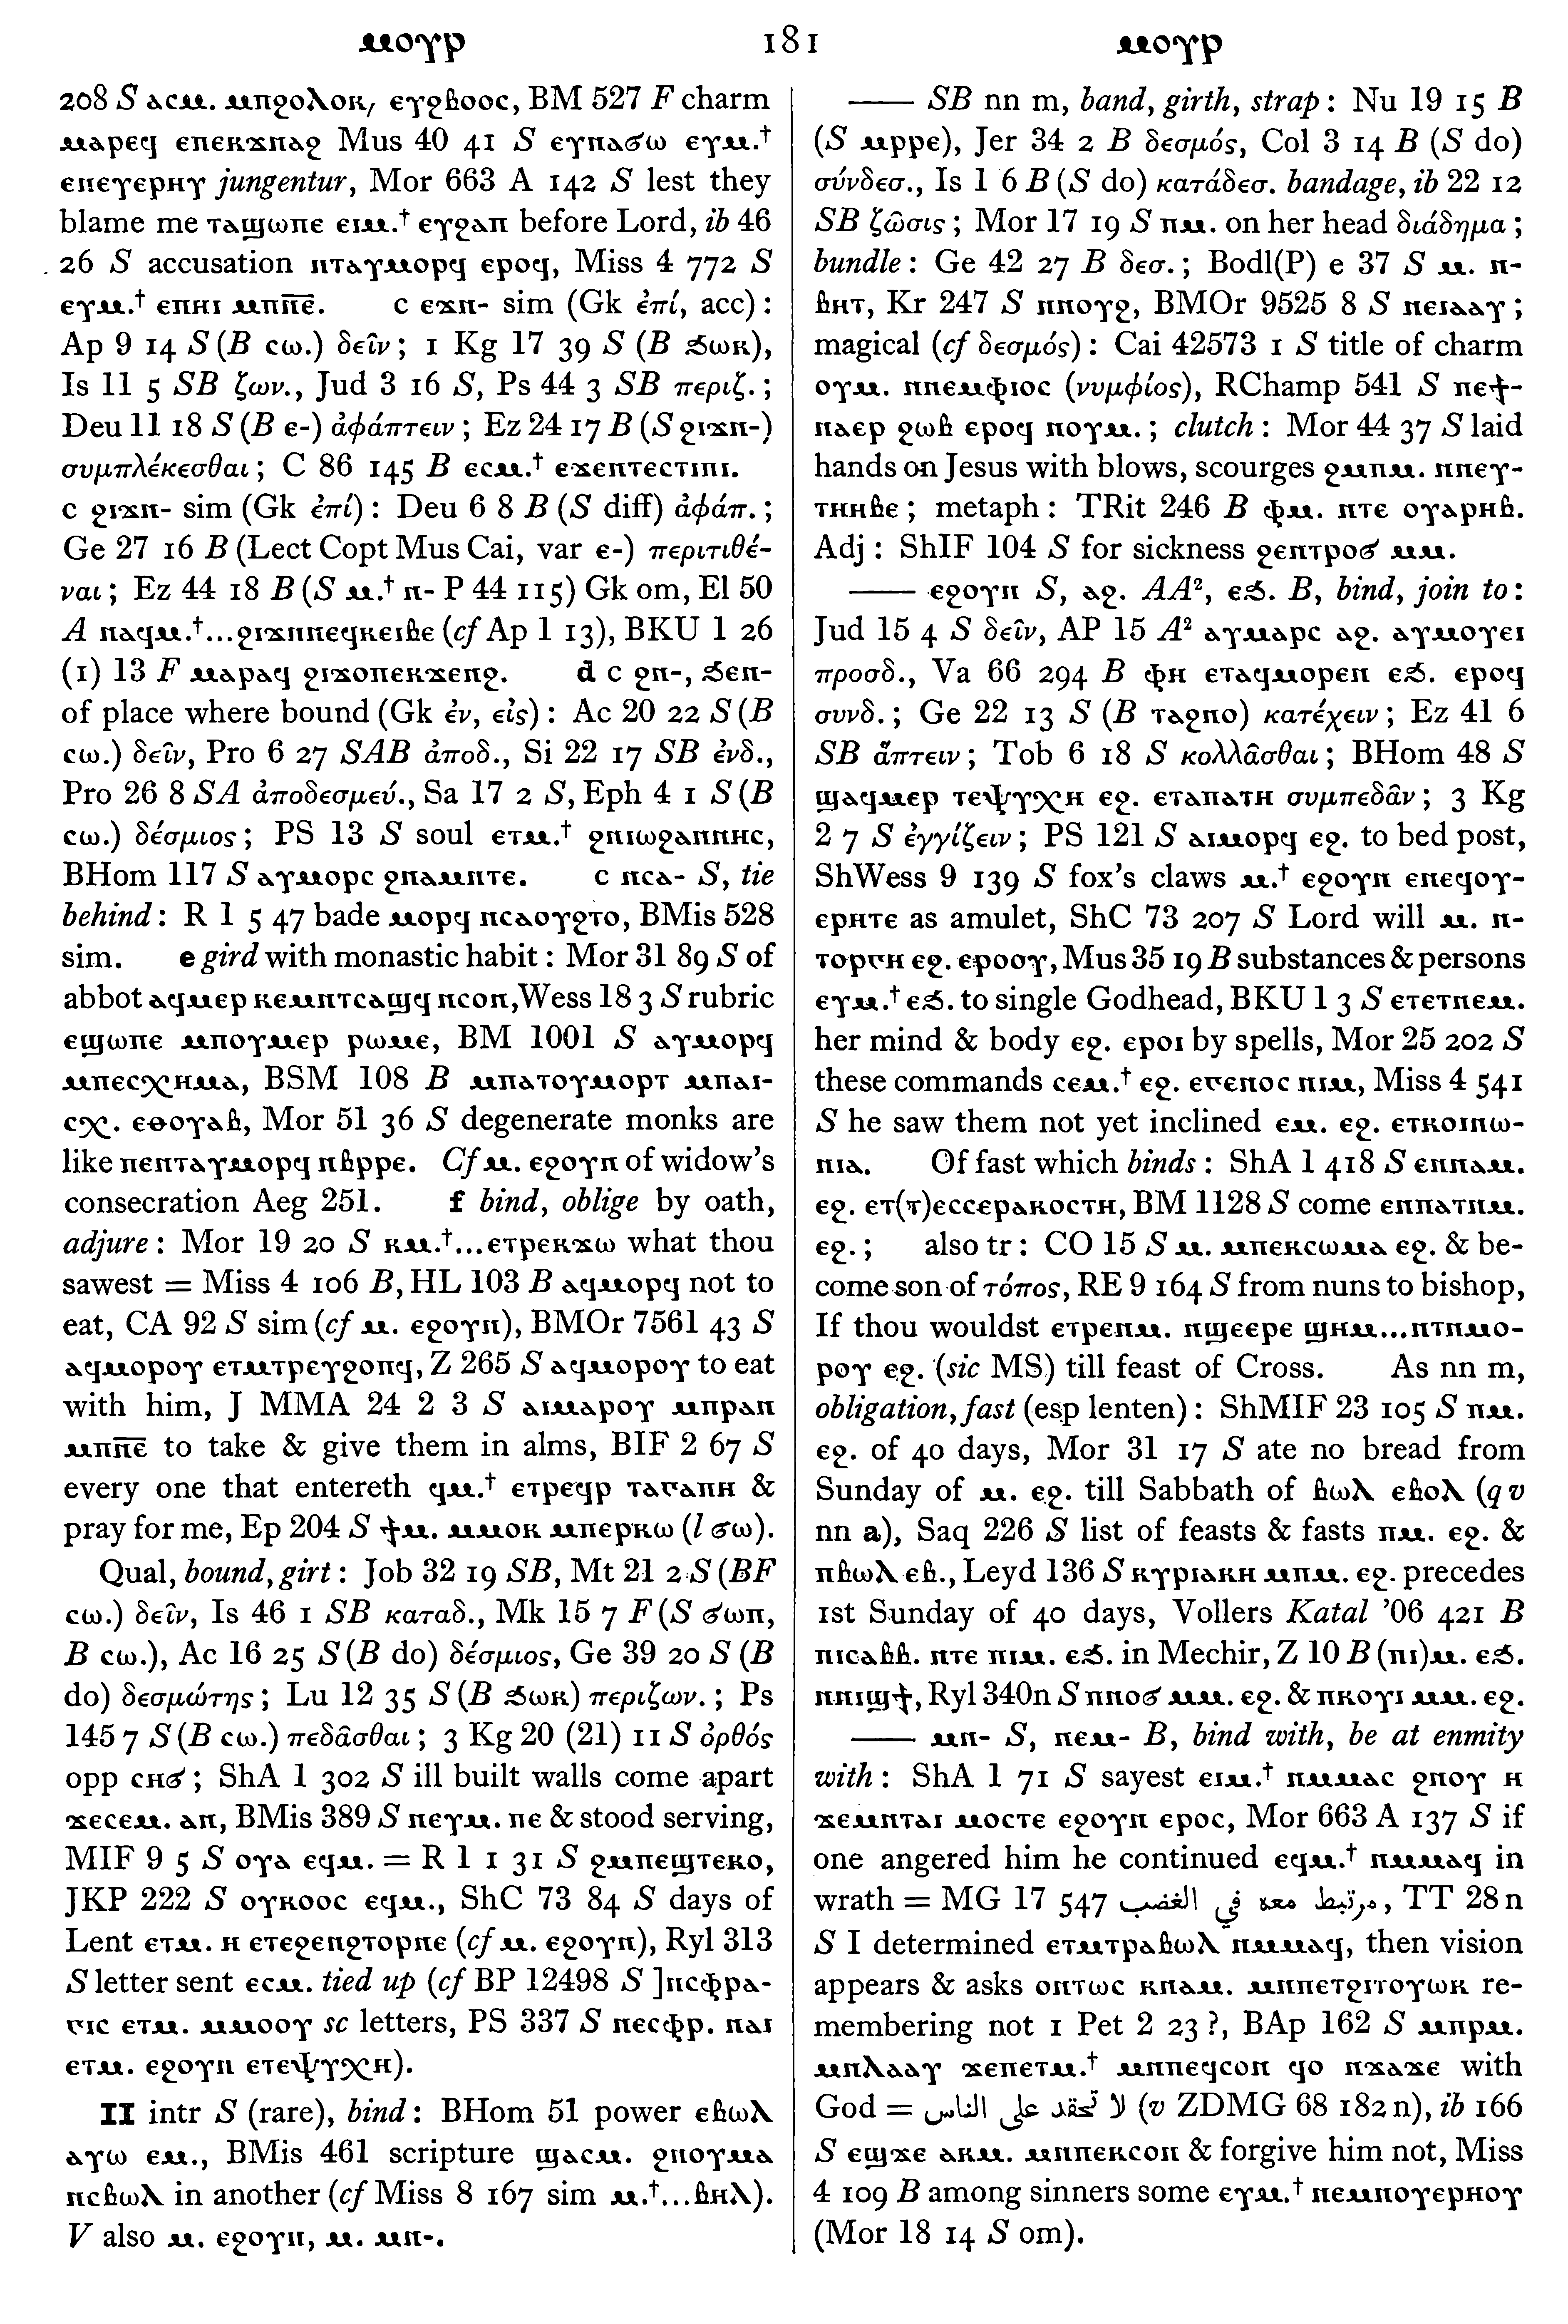 ⲙⲟⲩⲣ 181 ⲙⲟⲩⲣ
208 S ⲁⲥⲙ. ⲙⲡϩⲟⲗⲟⲕ/ ⲉⲩϩⲃⲟⲟⲥ, BM 527 F charm
ⲙⲁⲣⲉϥ ⲉⲡⲉⲕϫⲛⲁϩ Mus 40 41 S ⲉⲩⲛⲁϭⲱ ⲉⲩⲙ.†
ⲉⲛⲉⲩⲉⲣⲏⲩ jungentur, Mor 663 A 142 S lest they
blame me ⲧⲁϣⲱⲡⲉ ⲉⲓⲙ.† ⲉⲩϩⲁⲡ before Lord, ib 46
26 S accusation ⲛⲧⲁⲩⲙⲟⲣϥ ⲉⲣⲟϥ, Miss 4 772 S
ⲉⲩⲙ.† ⲉⲡⲏⲓ ⲙⲡⲛ̅ⲉ̅. c ⲉϫⲛ- sim (Gk ἐπί, acc) :
Ap 9 14 S (B ⲥⲱ.) δεῖν ; 1 Kg 17 39 S (B ϧⲱⲕ),
Is 11 5 SB ζων., Jud 3 16 S, Ps 44 3 SB περιζ. ;
Deu 11 18 S (B ⲉ-) ἀφάπτειν ; Ez 24 17 B (S ϩⲓϫⲛ-)
συμπλέκεσθαι ; C 86 145 B ⲉⲥⲙ.† ⲉϫⲉⲛⲧⲉⲥϯⲡⲓ.
c ϩⲓϫⲛ- sim (Gk ἐπί) : Deu 6 8 B (S diff) ἀφάπ. ;
Ge 27 16 B (Lect Copt Mus Cai, var ⲉ-) περιτιθέ-
ναι ; Ez 44 18 B (S ⲙ.† ⲛ- P 44 115) Gk om, El 50
A ⲛⲁϥⲙ.†...ϩⲓϫⲛⲛⲉϥⲕⲉⲓⲃⲉ (cf Ap 1 13), BKU 1 26
(1) 13 F ⲙⲁⲣⲁϥ ϩⲓϫⲟⲡⲉⲕϫⲉⲛϩ. d c ϩⲛ-, ϧⲉⲛ-
of place where bound (Gk ἐν, εἰς) : Ac 20 22 S (B
ⲥⲱ.) δεῖν, Pro 6 27 SAB ἀποδ., Si 22 17 SB ἐνδ.,
Pro 26 8 SA ἀποδεσμεύ., Sa 17 2 S, Eph 4 1 S (B
ⲥⲱ.) δέσμιος ; PS 13 S soul ⲉⲧⲙ.† ϩⲛⲓⲱϩⲁⲛⲛⲏⲥ,
BHom 117 S ⲁⲩⲙⲟⲣⲥ ϩⲛⲁⲙⲛⲧⲉ. c ⲛⲥⲁ- S, tie
behind : R 1 5 47 bade ⲙⲟⲣϥ ⲛⲥⲁⲟⲩϩⲧⲟ, BMis 528
sim. e gird with monastic habit : Mor 31 89 S of
abbot ⲁϥⲙⲉⲣ ⲕⲉⲙⲛⲧⲥⲁϣϥ ⲛⲥⲟⲛ, Wess 18 3 S rubric
ⲉϣⲱⲡⲉ ⲙⲡⲟⲩⲙⲉⲣ ⲣⲱⲙⲉ, BM 1001 S ⲁⲩⲙⲟⲣϥ
ⲙⲡⲉⲥⲭⲏⲙⲁ, BSM 108 B ⲙⲡⲁⲧⲟⲩⲙⲟⲣⲧ ⲙⲡⲁⲓ-
ⲥⲭ. ⲉⲑⲟⲩⲁⲃ, Mor 51 36 S degenerate monks are
like ⲡⲉⲛⲧⲁⲩⲙⲟⲣϥ ⲛⲃⲣⲣⲉ. Cf ⲙ. ⲉϩⲟⲩⲛ of widow's
consecration Aeg 251. f bind, oblige by oath,
adjure : Mor 19 20 S ⲕⲙ.†...ⲉⲧⲣⲉⲕϫⲱ what thou
sawest = Miss 4 106 B, HL 103 B ⲁϥⲙⲟⲣϥ not to
eat, CA 92 S sim (cf ⲙ. ⲉϩⲟⲩⲛ), BMOr 7561 43 S
ⲁϥⲙⲟⲣⲟⲩ ⲉⲧⲙⲧⲣⲉⲩϩⲟⲡϥ, Z 265 S ⲁϥⲙⲟⲣⲟⲩ to eat
with him, J MMA 24 2 3 S ⲁⲓⲙⲁⲣⲟⲩ ⲙⲡⲣⲁⲛ
ⲙⲡⲛ̅ⲉ̅ to take & give them in alms, BIF 2 67 S
every one that entereth ϥⲙ.† ⲉⲧⲣⲉϥⲣ ⲧⲁⲅⲁⲡⲏ &
pray for me, Ep 204 S ϯⲙ. ⲙⲙⲟⲕ ⲙⲡⲉⲣⲕⲱ (l ϭⲱ).
Qual, bound, girt : Job 32 19 SB, Mt 21 2 S (BF
ⲥⲱ.) δεῖν, Is 46 1 SB καταδ., Mk 15 7 F (S ϭⲱⲡ,
B ⲥⲱ.), Ac 16 25 S (B do) δέσμιος, Ge 39 20 S (B
do) δεσμώτης ; Lu 12 35 S (B ϧⲱⲕ) περιζων. ; Ps
145 7 S (B ⲥⲱ.) πεδᾶσθαι ; 3 Kg 20 (21) 11 S ὀρθός
opp ⲥⲏϭ ; ShA 1 302 S ill built walls come apart
ϫⲉⲥⲉⲙ. ⲁⲛ, BMis 389 S ⲛⲉⲩⲙ. ⲡⲉ & stood serving,
MIF 9 5 S ⲟⲩⲁ ⲉϥⲙ. = R 1 1 31 S ϩⲙⲡⲉϣⲧⲉⲕⲟ,
JKP 222 S ⲟⲩⲕⲟⲟⲥ ⲉϥⲙ., ShC 73 84 S days of
Lent ⲉⲧⲙ. ⲏ ⲉⲧⲉϩⲉⲛϩⲧⲟⲣⲡⲉ (cf ⲙ. ⲉϩⲟⲩⲛ), Ryl 313
S letter sent ⲉⲥⲙ. tied up (cf BP 12498 S ]ⲛⲥⲫⲣⲁ-
ⲅⲓⲥ ⲉⲧⲙ. ⲙⲙⲟⲟⲩ sc letters, PS 337 S ⲛⲉⲥⲫⲣ. ⲛⲁⲓ
ⲉⲧⲙ. ⲉϩⲟⲩⲛ ⲉⲧⲉⲯⲩⲭⲏ).
II intr S (rare), bind : BHom 51 power ⲉⲃⲱⲗ
ⲁⲩⲱ ⲉⲙ., BMis 461 scripture ϣⲁⲥⲙ. ϩⲛⲟⲩⲙⲁ
ⲛⲥⲃⲱⲗ in another (cf Miss 8 167 sim ⲙ.†...ⲃⲏⲗ).
V also ⲙ. ⲉϩⲟⲩⲛ, ⲙ. ⲙⲛ-.
—— SB nn m, band, girth, strap : Nu 19 15 B
(S ⲙⲣⲣⲉ), Jer 34 2 B δεσμός, Col 3 14 B (S do)
σύνδεσ., Is 1 6 B (S do) κατάδεσ. bandage, ib 22 12
SB ζῶσις ; Mor 17 19 S ⲡⲙ. on her head διάδημα ;
bundle : Ge 42 27 B δεσ. ; Bodl(P) e 37 S ⲙ. ⲛ-
ⲃⲏⲧ, Kr 247 S ⲛⲛⲟⲩϩ, BMOr 9525 8 S ⲛⲉⲓⲁⲁⲩ ;
magical (cf δεσμός) : Cai 42573 1 S title of charm
ⲟⲩⲙ. ⲛⲛⲉⲙⲫⲓⲟⲥ (νυμφίος), RChamp 541 S ⲡⲉϯ-
ⲛⲁⲉⲣ ϩⲱⲃ ⲉⲣⲟϥ ⲛⲟⲩⲙ. ; clutch : Mor 44 37 S laid
hands on Jesus with blows, scourges ϩⲙⲡⲙ. ⲛⲛⲉⲩ-
ⲧⲏⲏⲃⲉ ; metaph : TRit 246 B ⲫⲙ. ⲛⲧⲉ ⲟⲩⲁⲣⲏⲃ.
Adj : ShIF 104 S for sickness ϩⲉⲛⲧⲣⲟϭ ⲙⲙ.
—— ⲉϩⲟⲩⲛ S, ⲁϩ. AA², ⲉϧ. B, bind, join to :
Jud 15 4 S δεῖν, AP 15 A² ⲁⲩⲙⲁⲣⲥ ⲁϩ. ⲁⲩⲙⲟⲩⲉⲓ
προσδ., Va 66 294 B ⲫⲏ ⲉⲧⲁϥⲙⲟⲣⲉⲛ ⲉϧ. ⲉⲣⲟϥ
συνδ. ; Ge 22 13 S (B ⲧⲁϩⲛⲟ) κατέχειν ; Ez 41 6
SB ἅπτειν ; Tob 6 18 S κολλᾶσθαι ; BHom 48 S
ϣⲁϥⲙⲉⲣ ⲧⲉⲯⲩⲭⲏ ⲉϩ. ⲉⲧⲁⲡⲁⲧⲏ συμπεδᾶν ; 3 Kg
2 7 S ἐγγίζειν ; PS 121 S ⲁⲓⲙⲟⲣϥ ⲉϩ. to bed post,
ShWess 9 139 S fox's claws ⲙ.† ⲉϩⲟⲩⲛ ⲉⲛⲉϥⲟⲩ-
ⲉⲣⲏⲧⲉ as amulet, ShC 73 207 S Lord will ⲙ. ⲛ-
ⲧⲟⲣⲅⲏ ⲉϩ. ⲉⲣⲟⲟⲩ, Mus 35 19 B substances & persons
ⲉⲩⲙ.† ⲉϧ. to single Godhead, BKU 1 3 S ⲉⲧⲉⲧⲛⲉⲙ.
her mind & body ⲉϩ. ⲉⲣⲟⲓ by spells, Mor 25 202 S
these commands ⲥⲉⲙ.† ⲉϩ. ⲉⲅⲉⲛⲟⲥ ⲛⲓⲙ, Miss 4 541
S he saw them not yet inclined ⲉⲙ. ⲉϩ. ⲉⲧⲕⲟⲓⲛⲱ-
ⲛⲓⲁ. Of fast which binds : ShA 1 418 S ⲉⲛⲛⲁⲙ.
ⲉϩ. ⲉⲧ(ⲧ)ⲉⲥⲥⲉⲣⲁⲕⲟⲥⲧⲏ, BM 1128 S come ⲉⲛⲡⲁⲧⲛⲙ.
ⲉϩ. ; also tr : CO 15 S ⲙ. ⲙⲡⲉⲕⲥⲱⲙⲁ ⲉϩ. & be-
come son of τόπος, RE 9 164 S from nuns to bishop,
If thou wouldst ⲉⲧⲣⲉⲛⲙ. ⲛϣⲉⲉⲣⲉ ϣⲏⲙ...ⲛⲧⲛⲙⲟ-
ⲣⲟⲩ ⲉϩ. (sic MS) till feast of Cross. As nn m,
obligation, fast (esp lenten) : ShMIF 23 105 S ⲡⲙ.
ⲉϩ. of 40 days, Mor 31 17 S ate no bread from
Sunday of ⲙ. ⲉϩ. till Sabbath of ⲃⲱⲗ ⲉⲃⲟⲗ (q v
nn a), Saq 226 S list of feasts & fasts ⲡⲙ. ⲉϩ. &
ⲡⲃⲱⲗ ⲉⲃ., Leyd 136 S ⲕⲩⲣⲓⲁⲕⲏ ⲙⲡⲙ. ⲉϩ. precedes
1st Sunday of 40 days, Vollers Katal '06 421 B
ⲡⲓⲥⲁⲃⲃ. ⲛⲧⲉ ⲡⲓⲙ. ⲉϧ. in Mechir, Z 10 B (ⲡⲓ)ⲙ. ⲉϧ.
ⲛⲛⲓϣϯ, Ryl 340n S ⲡⲛⲟϭ ⲙⲙ. ⲉϩ. & ⲡⲕⲟⲩⲓ ⲙⲙ. ⲉϩ.
—— ⲙⲛ- S, ⲛⲉⲙ- B, bind with, be at enmity
with : ShA 1 71 S sayest ⲉⲓⲙ.† ⲛⲙⲙⲁⲥ ϩⲛⲟⲩ ⲏ
ϫⲉⲙⲛⲧⲁⲓ ⲙⲟⲥⲧⲉ ⲉϩⲟⲩⲛ ⲉⲣⲟⲥ, Mor 663 A 137 S if
one angered him he continued ⲉϥⲙ.† ⲛⲙⲙⲁϥ in
wrath = MG 17 547 مرتبط معه في الغضب, TT 28 n
S I determined ⲉⲧⲙⲧⲣⲁⲃⲱⲗ ⲛⲙⲙⲁϥ, then vision
appears & asks ⲟⲛⲧⲱⲥ ⲕⲛⲁⲙ. ⲙⲛⲡⲉⲧϩⲓⲧⲟⲩⲱⲕ re-
membering not 1 Pet 2 23 ?, BAp 162 S ⲙⲡⲣⲙ.
ⲙⲛⲗⲁⲁⲩ ϫⲉⲡⲉⲧⲙ.† ⲙⲛⲡⲉϥⲥⲟⲛ ϥⲟ ⲛϫⲁϫⲉ with
God = لا تحقد على الناس (v ZDMG 68 182 n), ib 166
S ⲉϣϫⲉ ⲁⲕⲙ. ⲙⲛⲡⲉⲕⲥⲟⲛ & forgive him not, Miss
4 109 B among sinners some ⲉⲩⲙ.† ⲛⲉⲙⲛⲟⲩⲉⲣⲏⲟⲩ
(Mor 18 14 S om).